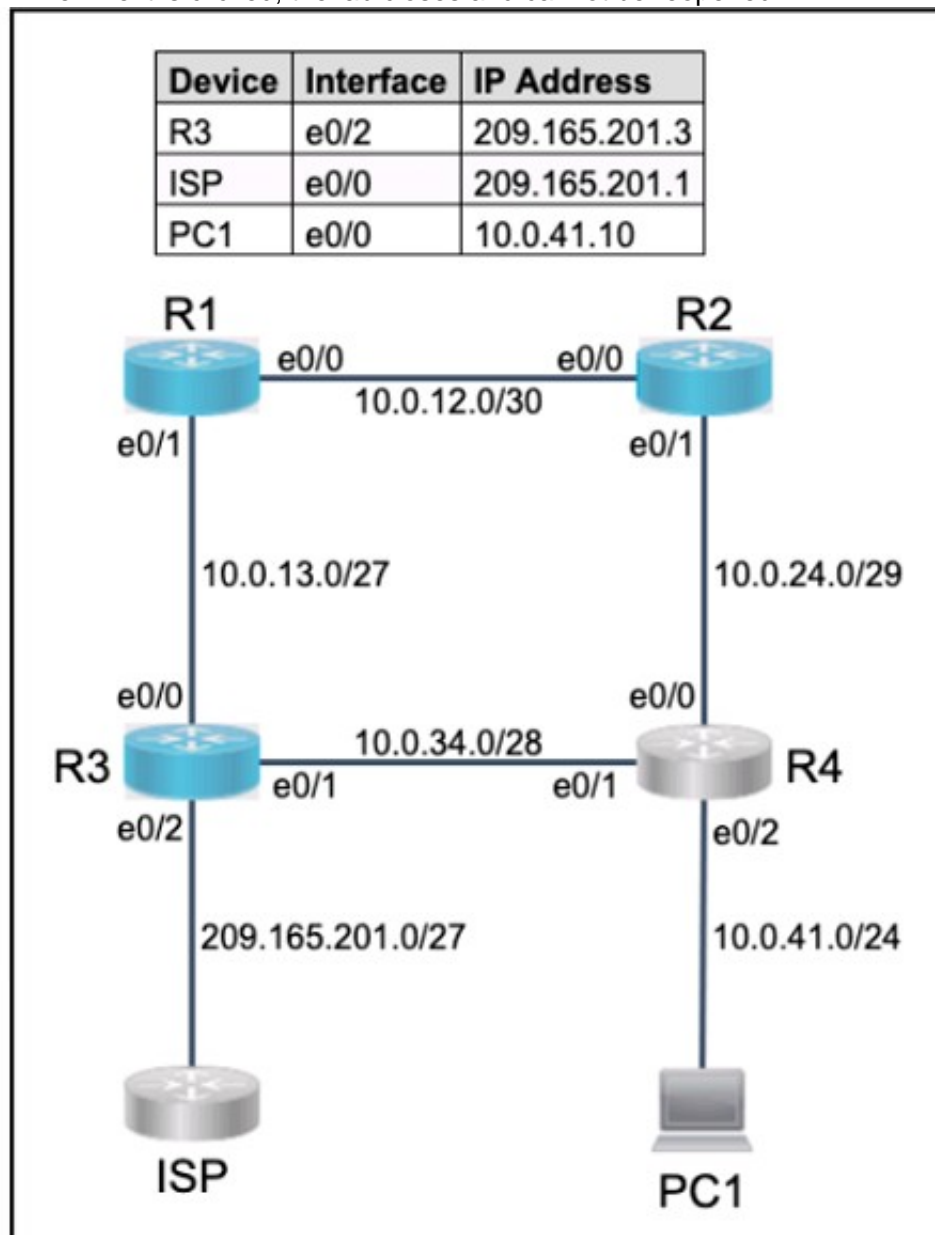 Device Interface IP Address
R3 e0/2 209.165.201.3
ISP e0/0 209.165.201.1
PC1 e0/0 10.0.41.10
R1 R2
e0/0 e0/0
10.0.12.0/30
e0/1 e0/1
10.0.13.0/27 10.0.24.0/29
e0/0 e0/0
10.0.34.0/28
R3 R4
e0/1 e0/1
e0/2 e0/2
209.165.201.0/27 10.0.41.0/24
ISP PC1